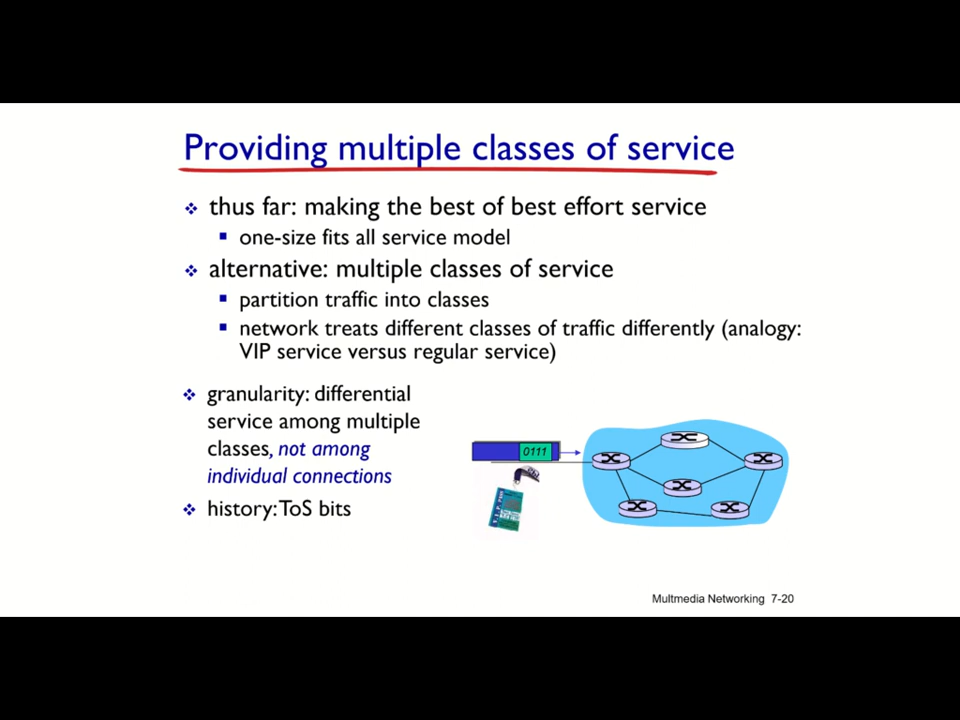 Providing multiple classes of service
thus far: making the best of best effort service
one-size fits all service model
alternative: multiple classes of service
partition traffic into classes
network treats different classes of traffic differently (analogy:
VIP service versus regular service)
granularity: differential
service among multiple
classes, not among
individual connections
history: ToS bits
0111
Multmedia Networking 7-20